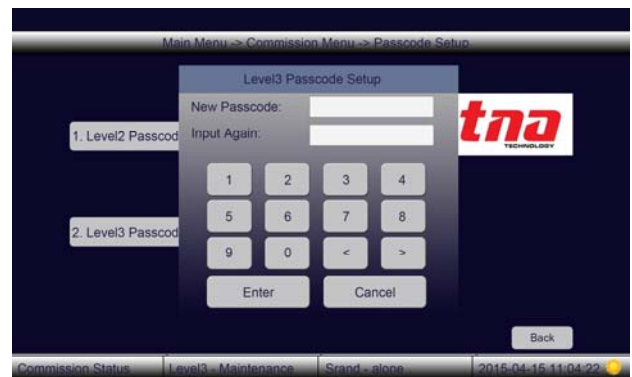 Main Menu -> Commission Menu -> Passcode Setup
Level3 Passcode Setup
New Passcode:
Input Again:
tna
TECHNOLOGY
1. Level2 Passcod
2. Level3 Passcod
1 2 3 4
5 6 7 8
9 0 < >
Enter Cancel
Back
Commission Status Level3 - Maintenance Srand - alone 2015-04-15 11:04:22